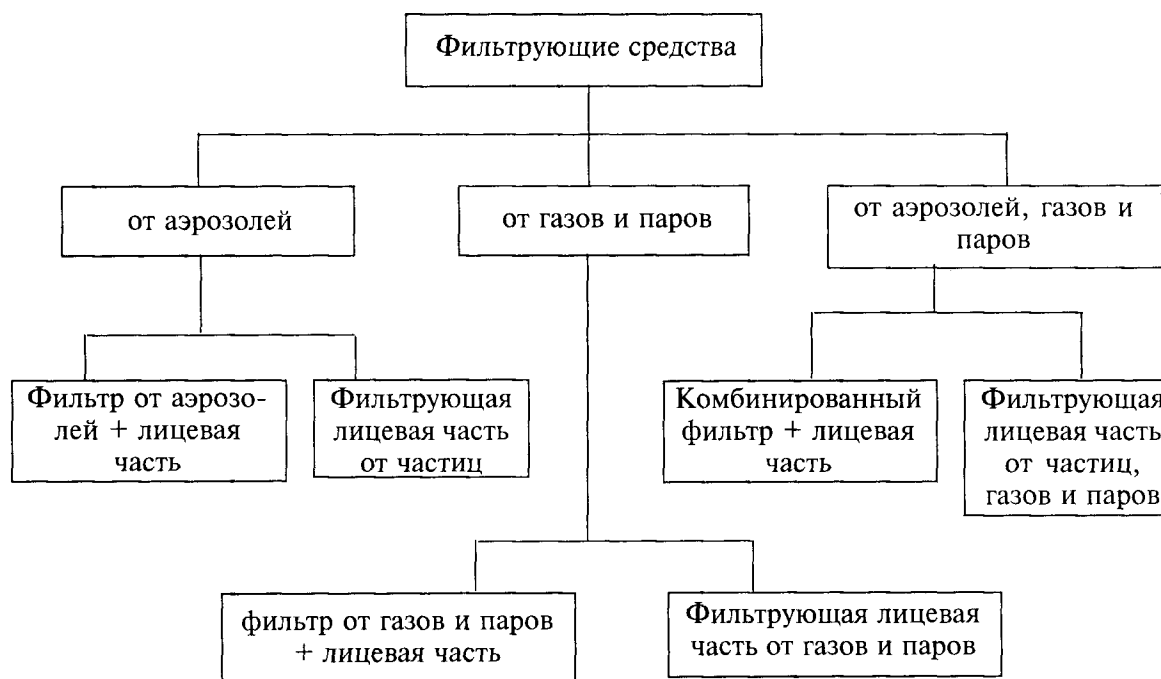 Фильтрующие средства
от аэрозолей
от газов и паров
от аэрозолей, газов и
паров
Фильтр от аэрозо-
лей + лицевая
часть
Фильтрующая
лицевая часть
от частиц
Комбинированный
фильтр + лицевая
часть
Фильтрующая
лицевая часть
от частиц,
газов и паров
фильтр от газов и паров
+ лицевая часть
Фильтрующая лицевая
часть от газов и паров